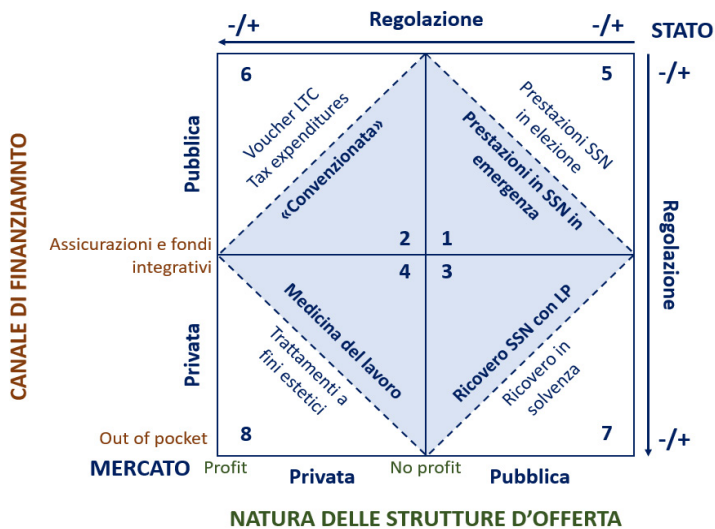 -/+
Regolazione
-/+
STATO
6
5
-/+
Voucher LTC
Tax expenditures
Prestazioni SSN
in elezione
«Convenzionata»
Prestazioni in SSN in
emergenza
Pubblica
CANALE DI FINANZIAMNTO
Assicurazioni e fondi
integrativi
2
1
4
3
Regolazione
Medicina del lavoro
Trattamenti a
fini estetici
Ricovero SSN con LP
Ricovero in
solvenza
Privata
Out of pocket
8
7
-/+
MERCATO
Profit
Privata
No profit
Pubblica
NATURA DELLE STRUTTURE D'OFFERTA